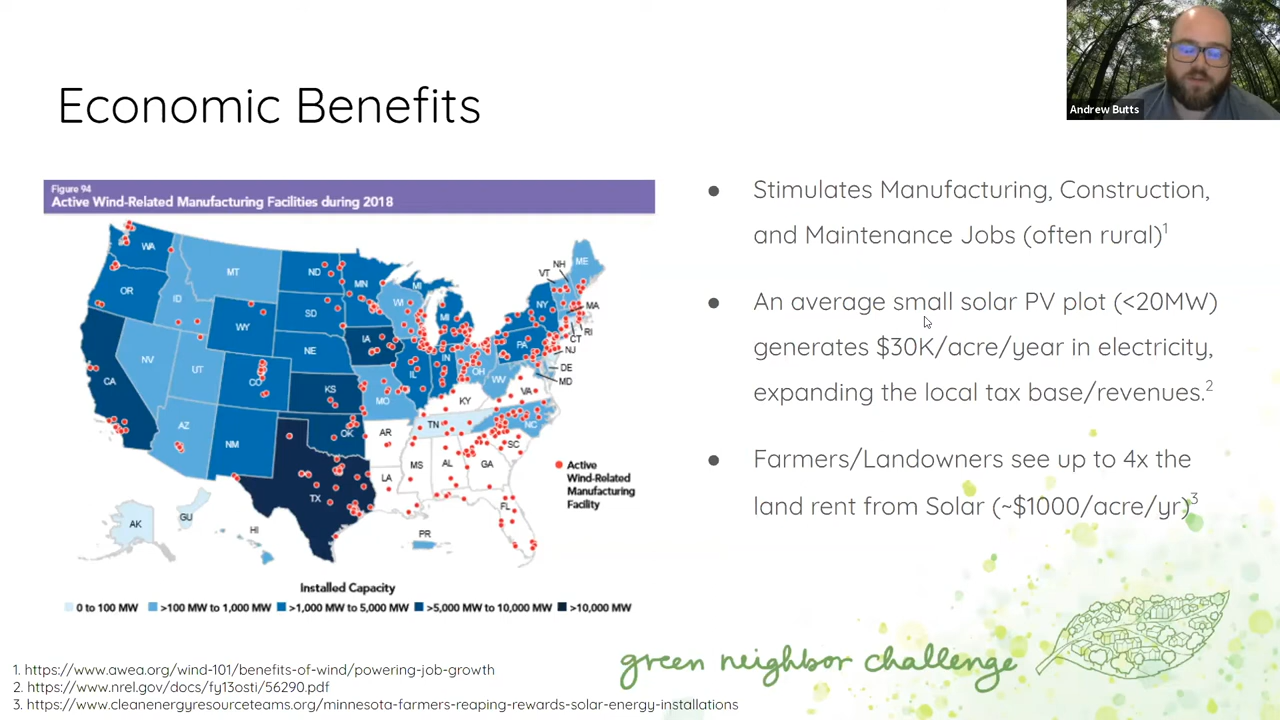 Andrew Butts
Economic Benefits
Figure 94
Active Wind-Related Manufacturing Facilities during 2018
WA
OR
CA
NV
ID
MT
WY
UT
AZ
CO
NM
ND
SD
NE
KS
OK
TX
MN
IA
MO
AR
LA
WI
IL
MI
MI
IN
OH
KY
TN
MS
AL
GA
FL
SC
NC
VA
WV
PA
NY
VT
NH
ME
MA
RI
CT
NJ
DE
MD
AK
GU
HI
PR
Active
Wind-Related
Manufacturing
Facility
Installed Capacity
0 to 100 MW >100 MW to 1,000 MW >1,000 MW to 5,000 MW >5,000 MW to 10,000 MW >10,000 MW
● Stimulates Manufacturing, Construction,
and Maintenance Jobs (often rural)¹
● An average small solar PV plot (<20MW)
generates $30K/acre/year in electricity,
expanding the local tax base/revenues.²
● Farmers/Landowners see up to 4x the
land rent from Solar (~$1000/acre/yr)³
green neighbor challenge
1. https://www.awea.org/wind-101/benefits-of-wind/powering-job-growth
2. https://www.nrel.gov/docs/fy13osti/56290.pdf
3. https://www.cleanenergyresourceteams.org/minnesota-farmers-reaping-rewards-solar-energy-installations